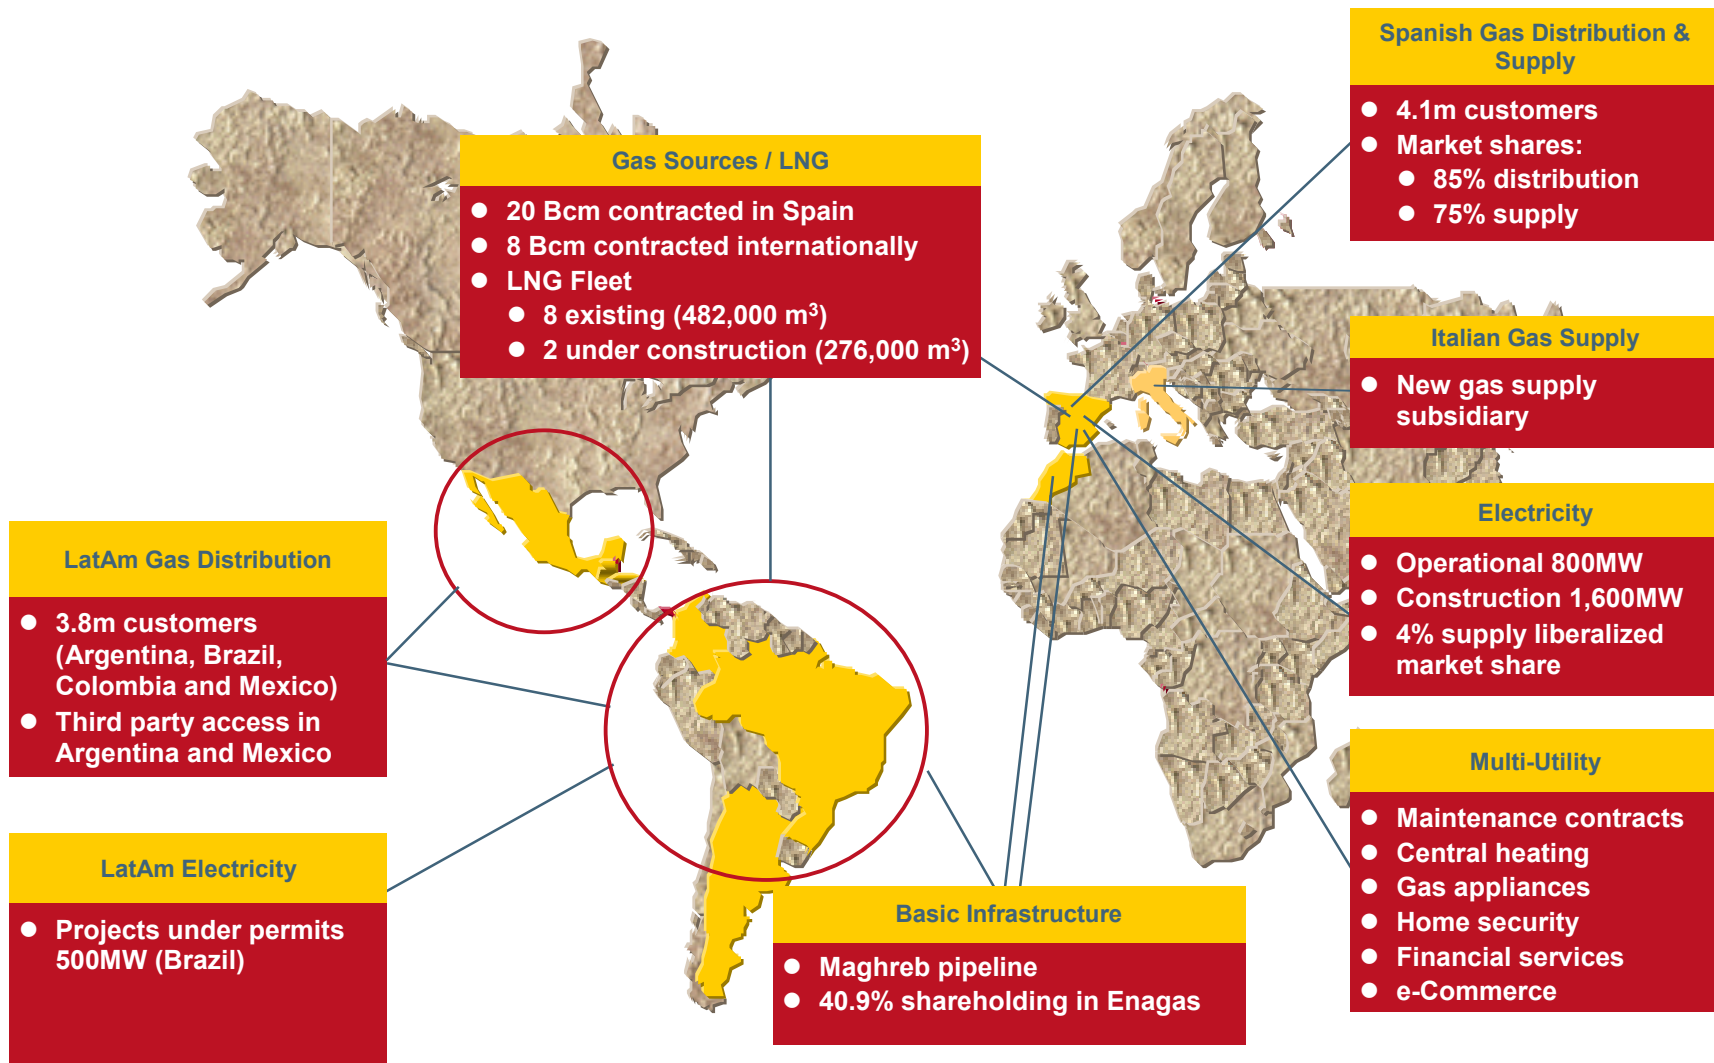 Spanish Gas Distribution &
Supply
4.1m customers
Market shares:
85% distribution
75% supply
Gas Sources / LNG
20 Bcm contracted in Spain
8 Bcm contracted internationally
LNG Fleet
8 existing (482,000 m³)
2 under construction (276,000 m³)
Italian Gas Supply
New gas supply
subsidiary
Electricity
Operational 800MW
Construction 1,600MW
4% supply liberalized
market share
LatAm Gas Distribution
3.8m customers
(Argentina, Brazil,
Colombia and Mexico)
Third party access in
Argentina and Mexico
Multi-Utility
Maintenance contracts
Central heating
Gas appliances
Home security
Financial services
e-Commerce
LatAm Electricity
Projects under permits
500MW (Brazil)
Basic Infrastructure
Maghreb pipeline
40.9% shareholding in Enagas